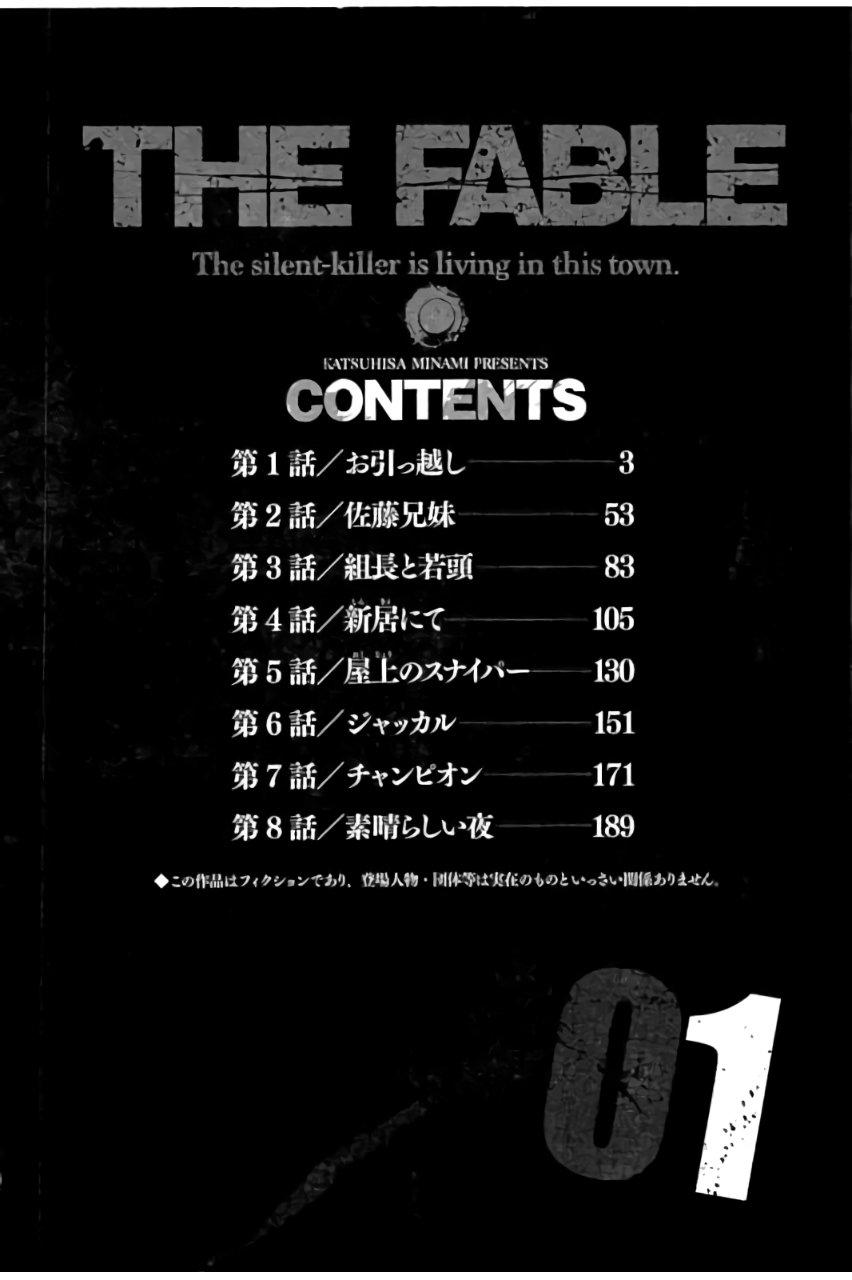 THE FABLE
The silent-killer is living in this town.
KATSUHISA MINAMI PRESENTS
CONTENTS
第1話／お引っ越し 3
第2話／佐藤兄妹 53
第3話／組長と若頭 83
第4話／新居にて 105
第5話／屋上のスナイパー 130
第6話／ジャッカル 151
第7話／チャンピオン 171
第8話／素晴らしい夜 189
◆この作品はフィクションであり、登場人物・団体等は実在のものといっさい関係ありません。
01